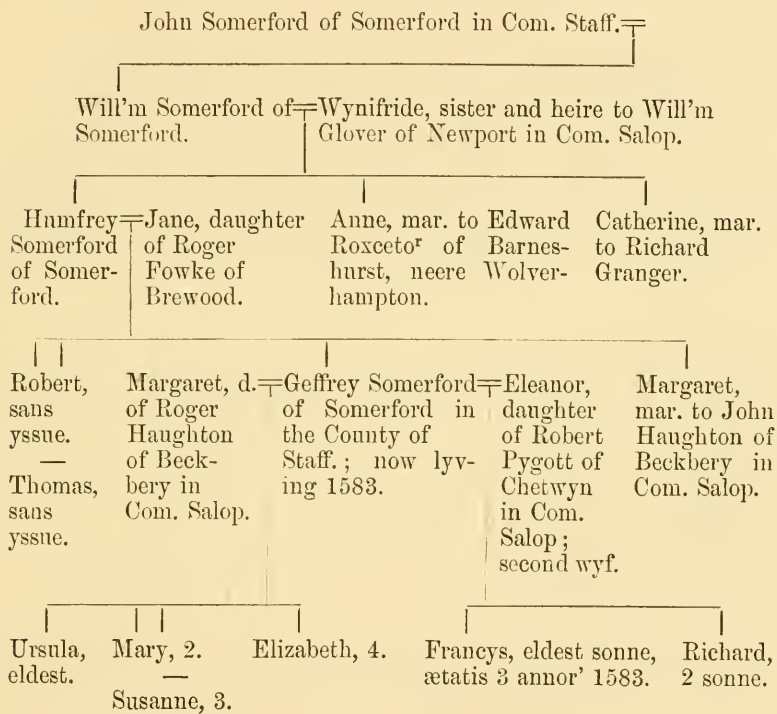 John Somerford of Somerford in Com. Staff.
Will'm Somerford of
Somerford.
Wynifride, sister and heire to Will'm
Glover of Newport in Com. Salop.
Humfrey
Somerford
of Somer-
ford.
Jane, daughter
of Roger
Fowke of
Brewood.
Anne, mar. to Edward
Roxcetoʳ of Barnes-
hurst, neere Wolver-
hampton.
Catherine, mar.
to Richard
Granger.
Robert,
sans
yssue.
—
Thomas,
sans
yssue.
Margaret, d.
of Roger
Haughton
of Beck-
bery in
Com. Salop.
Geffrey Somerford
of Somerford in
the County of
Staff.; now lyv-
ing 1583.
Eleanor,
daughter
of Robert
Pygott of
Chetwyn
in Com.
Salop;
second wyf.
Margaret,
mar. to John
Haughton of
Beckbery in
Com. Salop.
Ursula,
eldest.
Mary, 2.
—
Susanne, 3.
Elizabeth, 4.
Francys, eldest sonne,
ætatis 3 annor' 1583.
Richard,
2 sonne.